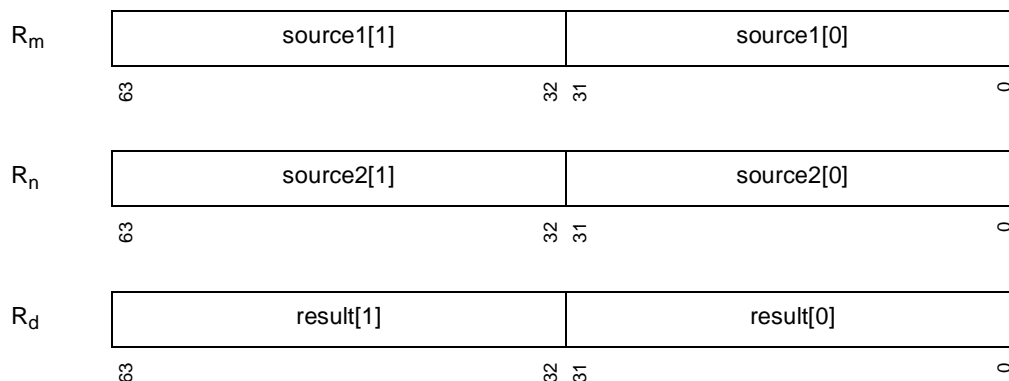 Rm source1[1] source1[0]
63 32 31 0
Rn source2[1] source2[0]
63 32 31 0
Rd result[1] result[0]
63 32 31 0